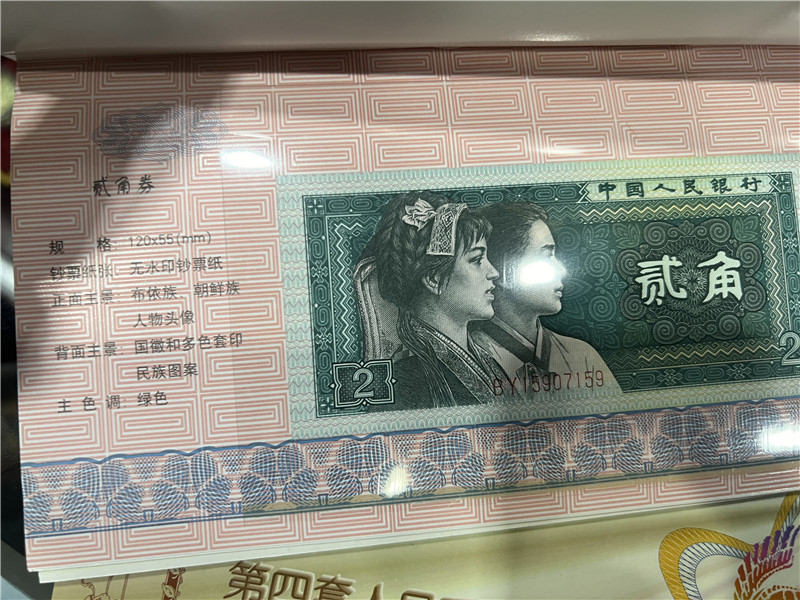 贰角券
规 格：120x55(mm)
钞票纸张：无水印钞票纸
正面主景：布依族、朝鲜族
人物头像
背面主景：国徽和多色套印
民族图案
主色调：绿色
中国人民银行
贰角
2
2
BY15907159
第四套人民